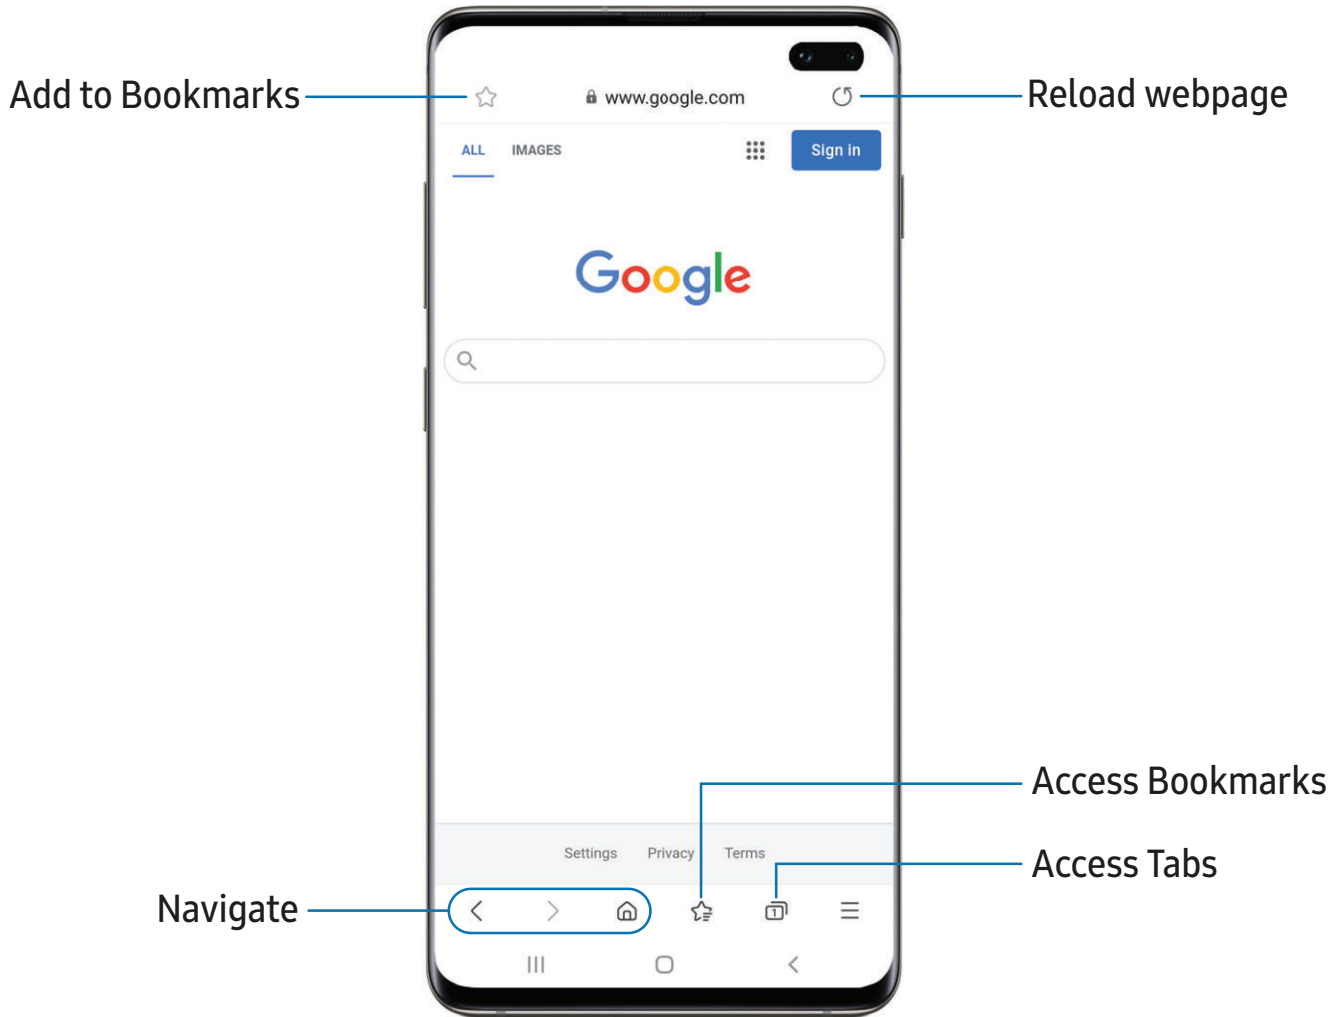 Add to Bookmarks
www.google.com
Reload webpage
ALL IMAGES
Sign in
Google
Access Bookmarks
Settings Privacy Terms
Access Tabs
Navigate
1